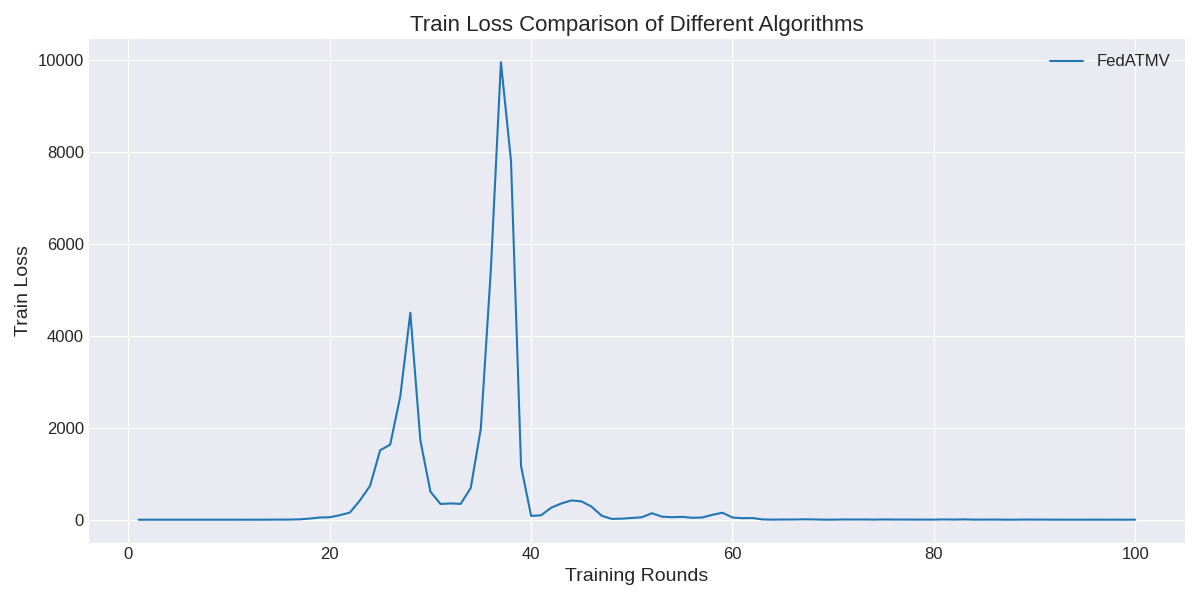 Train Loss Comparison of Different Algorithms
FedATMV
10000
8000
6000
4000
2000
0
Train Loss
0 20 40 60 80 100
Training Rounds